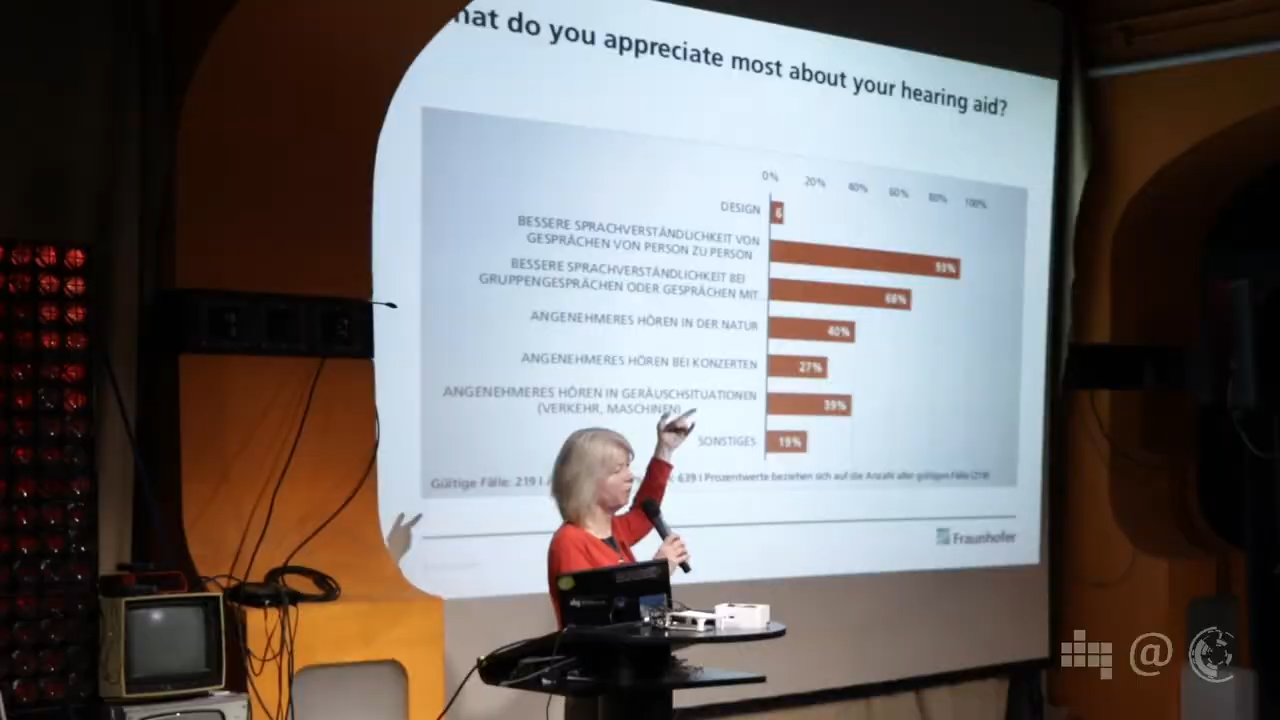 hat do you appreciate most about your hearing aid?
0% 20% 40% 60% 80% 100%
DESIGN 6
BESSERE SPRACHVERSTÄNDLICHKEIT VON
GESPRÄCHEN VON PERSON ZU PERSON 93%
BESSERE SPRACHVERSTÄNDLICHKEIT BEI
GRUPPENGESPRÄCHEN ODER GESPRÄCHEN MIT 68%
ANGENEHMERES HÖREN IN DER NATUR 40%
ANGENEHMERES HÖREN BEI KONZERTEN 27%
ANGENEHMERES HÖREN IN GERÄUSCHSITUATIONEN
(VERKEHR, MASCHINEN) 39%
SONSTIGES 19%
Gültige Fälle: 219 I 639 I Prozentwerte beziehen sich auf die Anzahl aller gültigen Fälle (219)
Fraunhofer
@